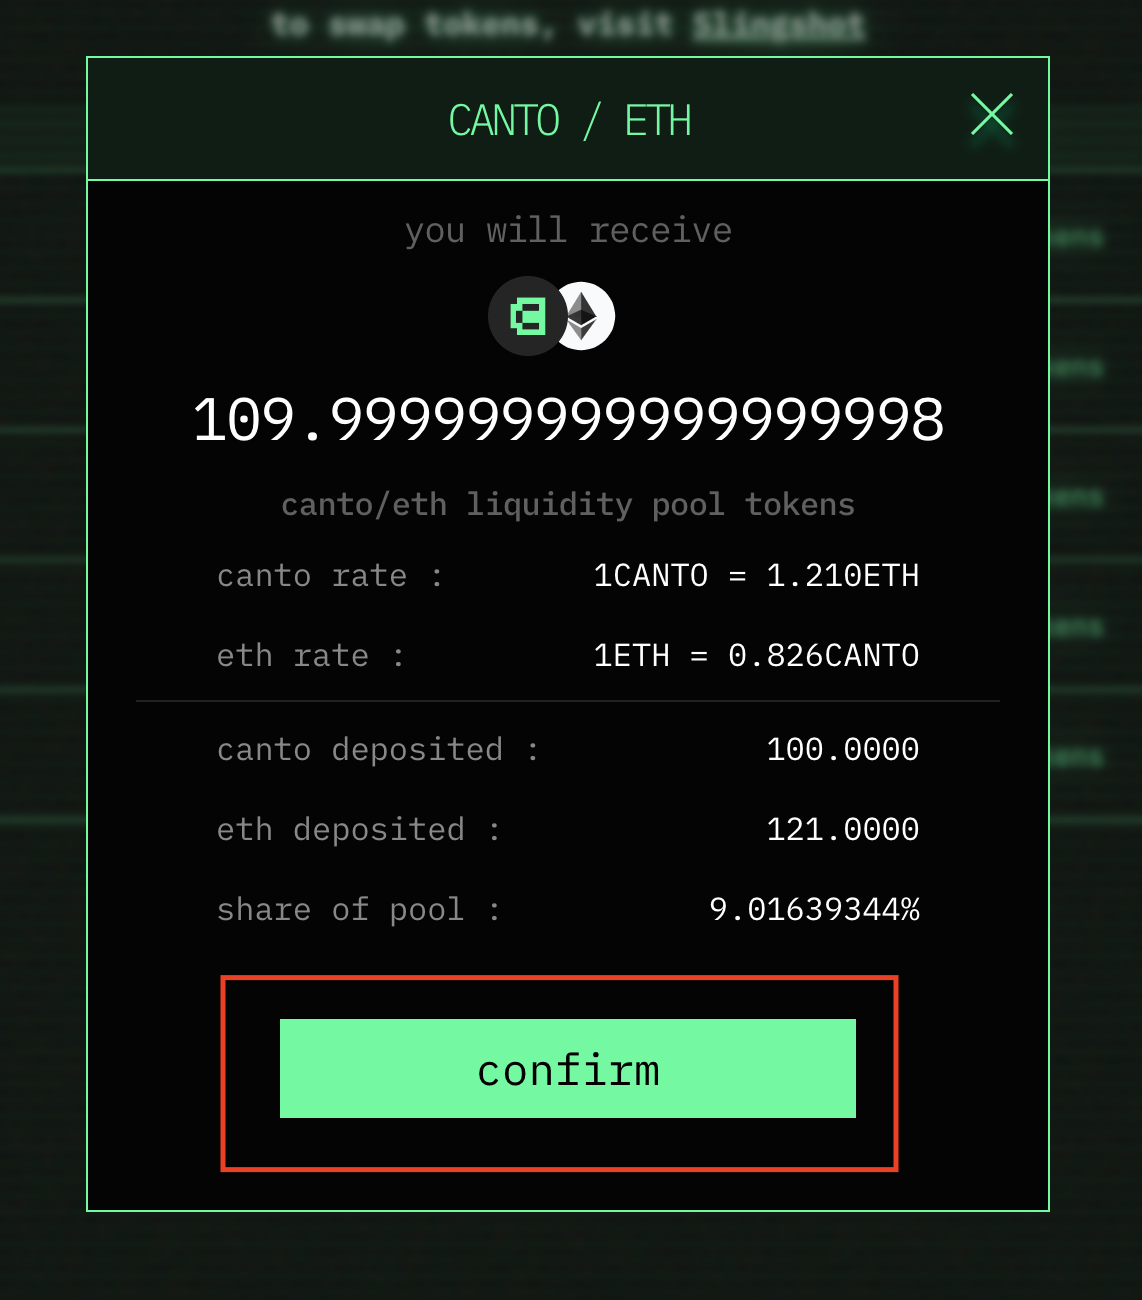 to swap tokens, visit Slingshot
CANTO / ETH
you will receive
109.999999999999999998
canto/eth liquidity pool tokens
canto rate : 1CANTO = 1.210ETH
eth rate : 1ETH = 0.826CANTO
canto deposited : 100.0000
eth deposited : 121.0000
share of pool : 9.01639344%
confirm